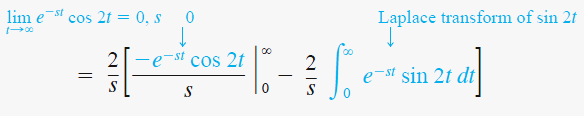 lim e^{-st} cos 2t = 0, s 0 Laplace transform of sin 2t
t→∞
= 2/s [ -e^{-st} cos 2t / s |_0^∞ - 2/s ∫_0^∞ e^{-st} sin 2t dt ]